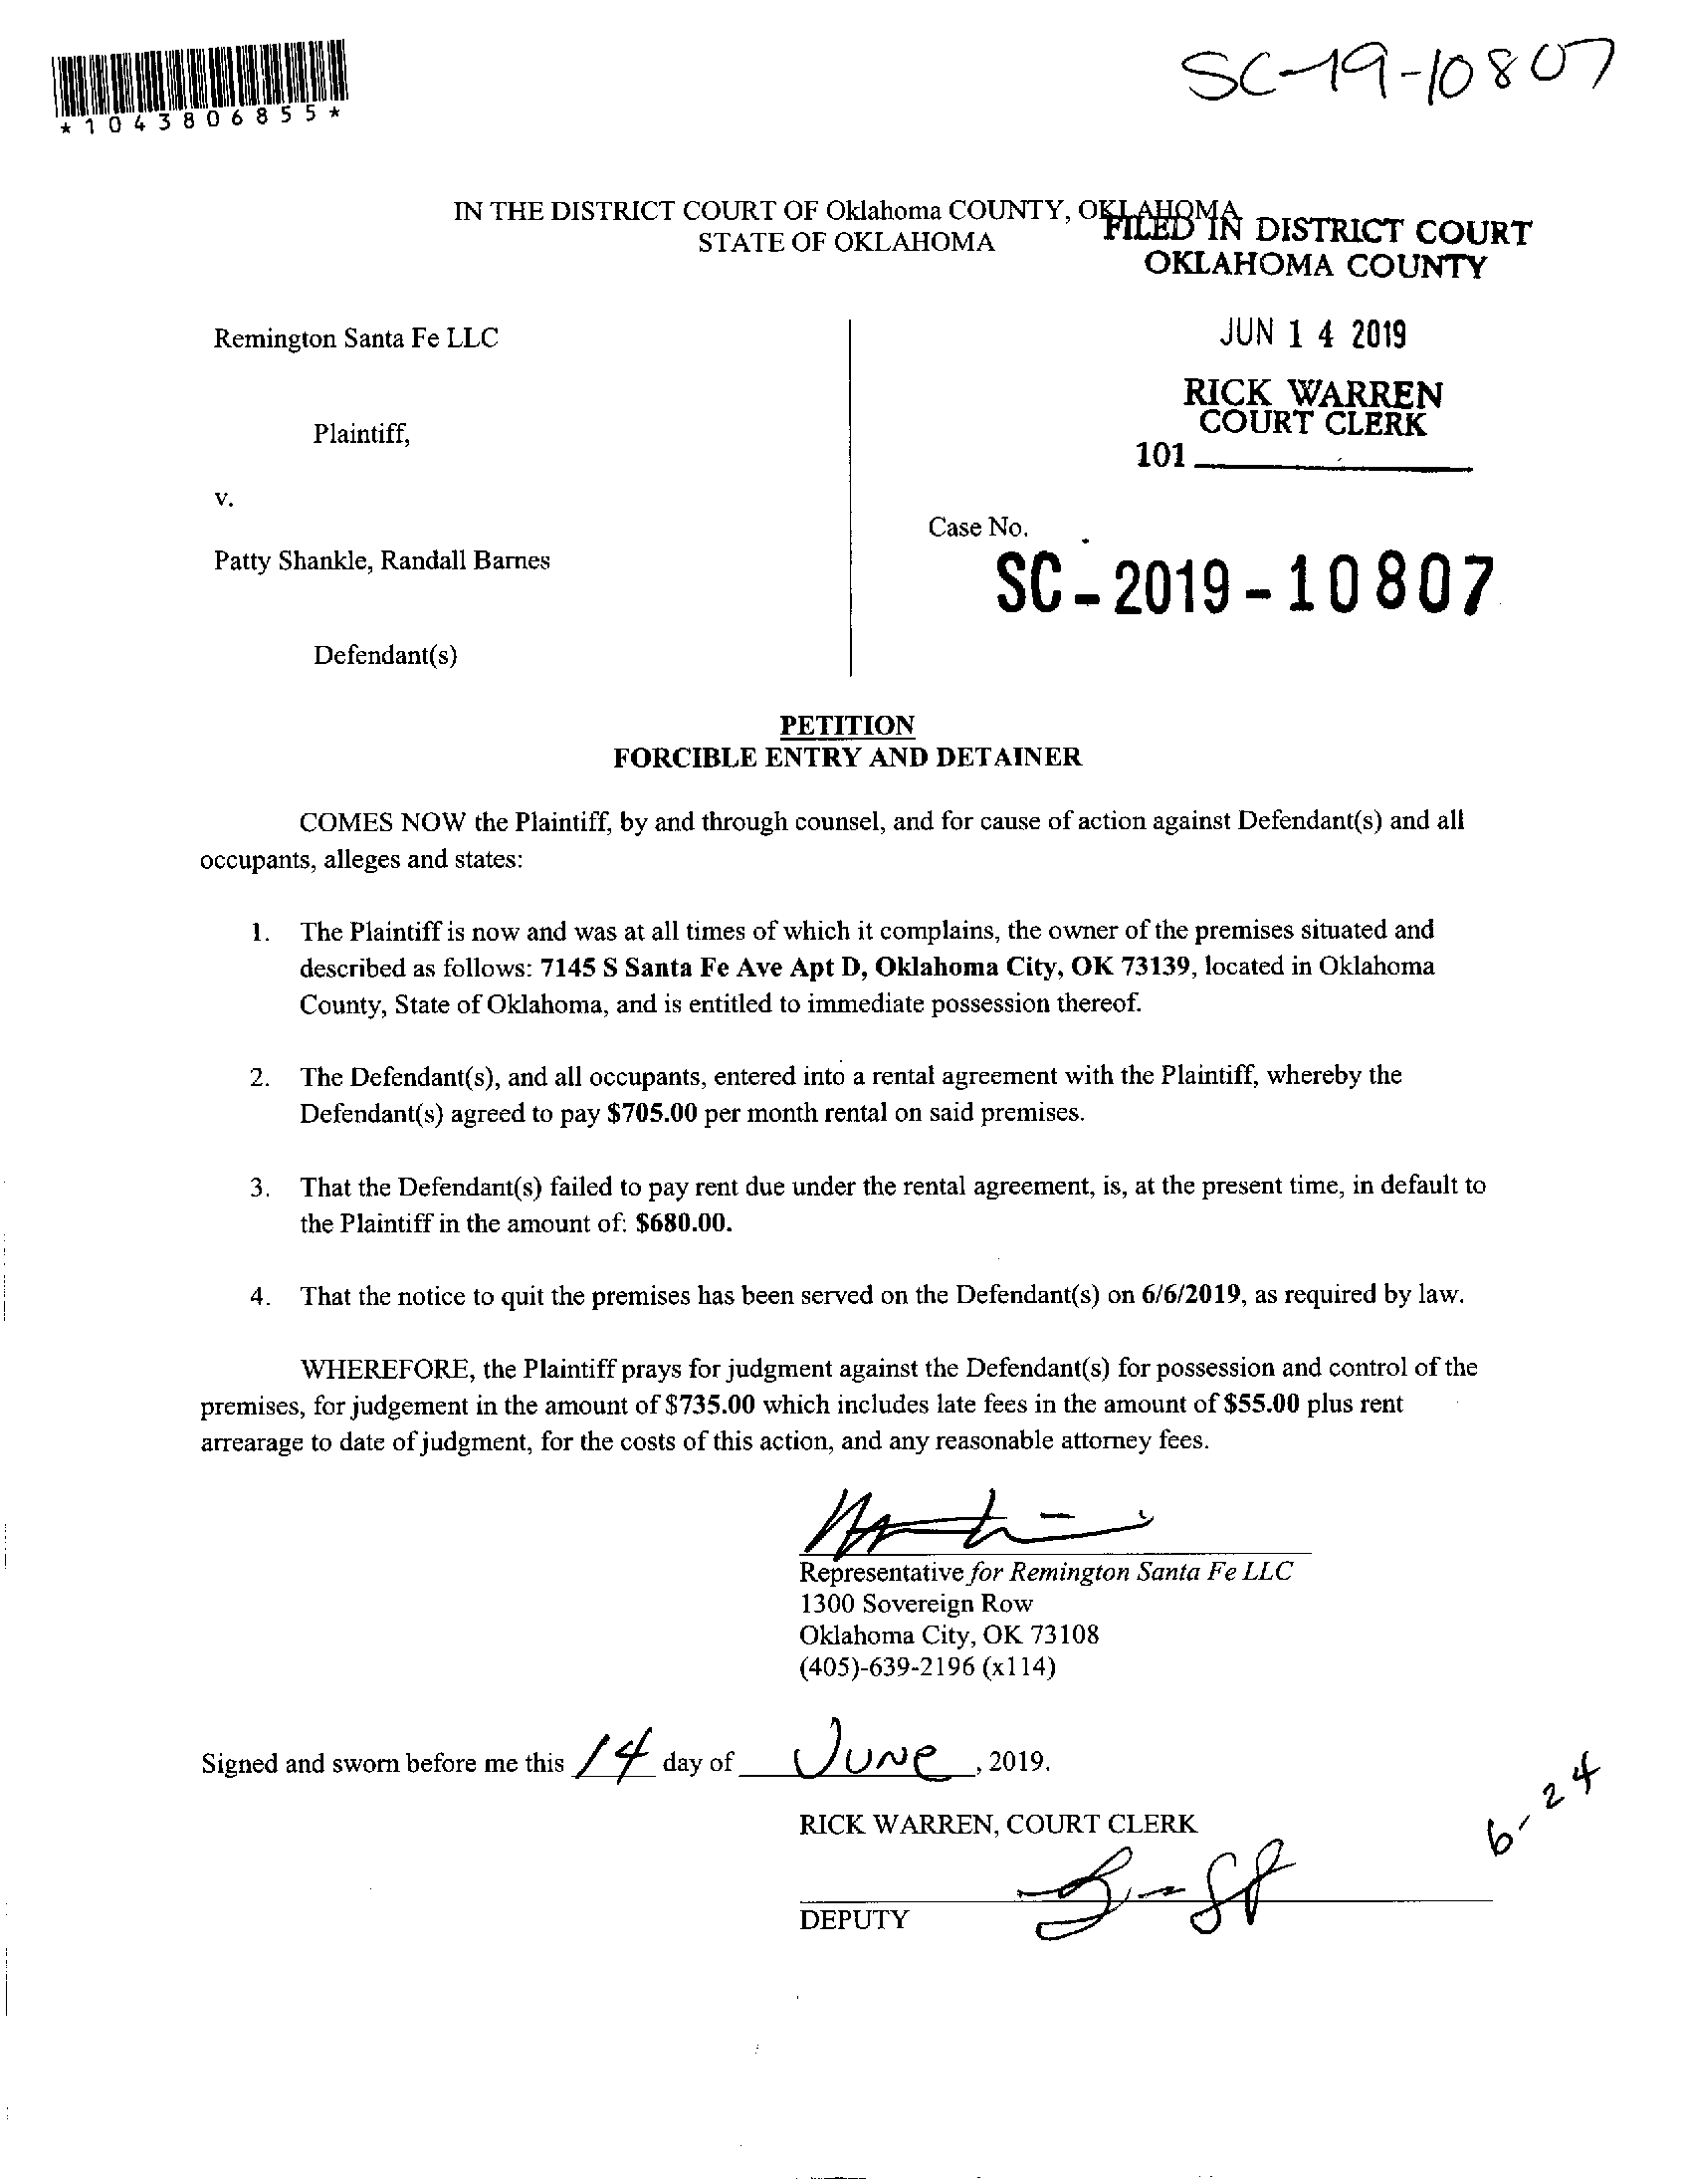 *1043806855*
SC-19-10807
IN THE DISTRICT COURT OF Oklahoma COUNTY, OKLAHOMA
STATE OF OKLAHOMA
FILED IN DISTRICT COURT
OKLAHOMA COUNTY
JUN 14 2019
RICK WARREN
COURT CLERK
101
Remington Santa Fe LLC
Plaintiff,
v.
Patty Shankle, Randall Barnes
Defendant(s)
Case No.
SC-2019-10807
PETITION
FORCIBLE ENTRY AND DETAINER
COMES NOW the Plaintiff, by and through counsel, and for cause of action against Defendant(s) and all
occupants, alleges and states:
1. The Plaintiff is now and was at all times of which it complains, the owner of the premises situated and
described as follows: 7145 S Santa Fe Ave Apt D, Oklahoma City, OK 73139, located in Oklahoma
County, State of Oklahoma, and is entitled to immediate possession thereof.
2. The Defendant(s), and all occupants, entered into a rental agreement with the Plaintiff, whereby the
Defendant(s) agreed to pay $705.00 per month rental on said premises.
3. That the Defendant(s) failed to pay rent due under the rental agreement, is, at the present time, in default to
the Plaintiff in the amount of: $680.00.
4. That the notice to quit the premises has been served on the Defendant(s) on 6/6/2019, as required by law.
WHEREFORE, the Plaintiff prays for judgment against the Defendant(s) for possession and control of the
premises, for judgement in the amount of $735.00 which includes late fees in the amount of $55.00 plus rent
arrearage to date of judgment, for the costs of this action, and any reasonable attorney fees.
Representative for Remington Santa Fe LLC
1300 Sovereign Row
Oklahoma City, OK 73108
(405)-639-2196 (x114)
Signed and sworn before me this 14 day of June, 2019.
RICK WARREN, COURT CLERK
6-24
DEPUTY